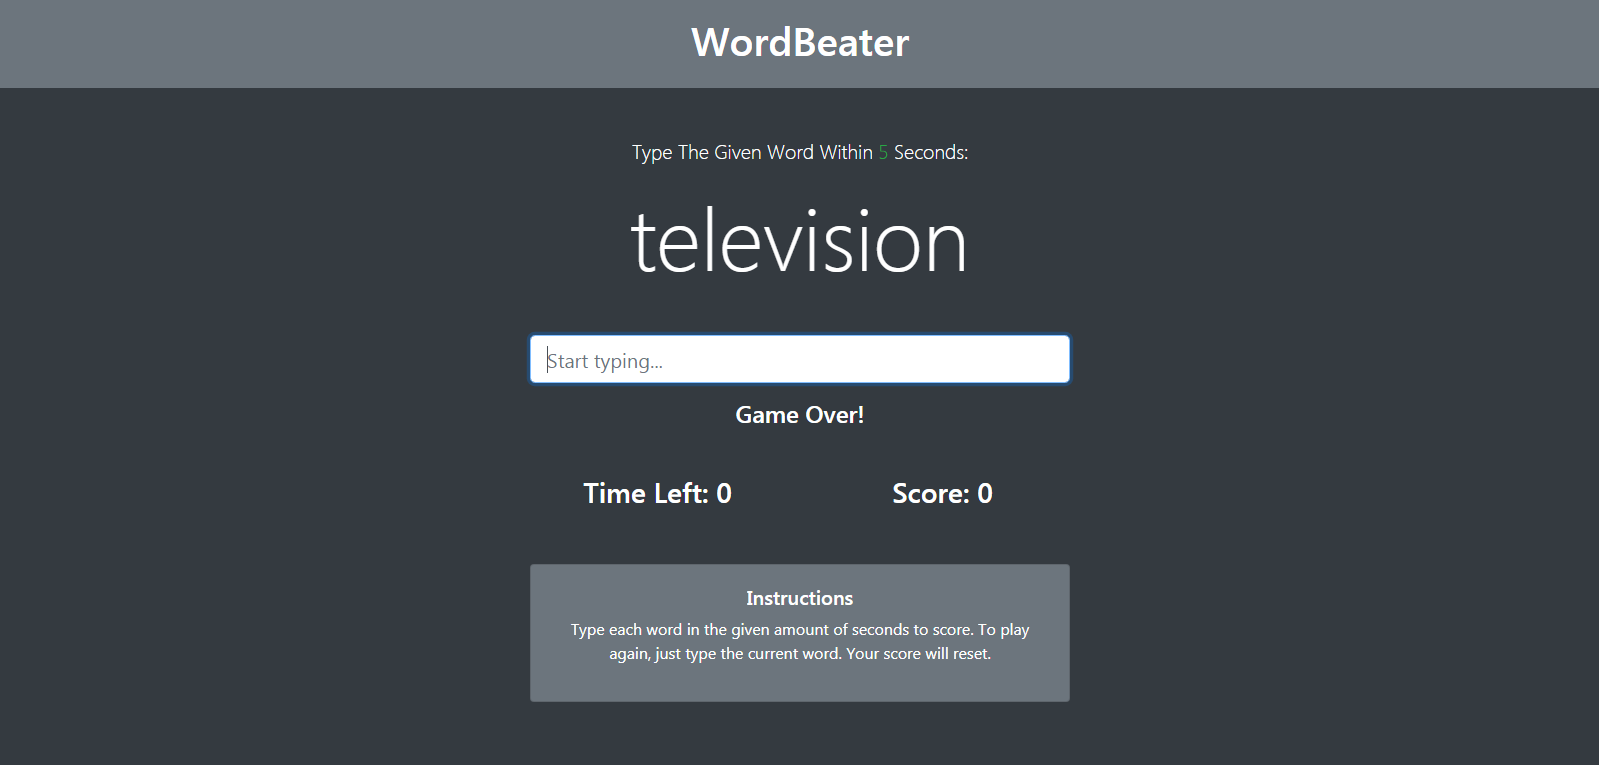 WordBeater
Type The Given Word Within 5 Seconds:
television
Start typing...
Game Over!
Time Left: 0 Score: 0
Instructions
Type each word in the given amount of seconds to score. To play
again, just type the current word. Your score will reset.